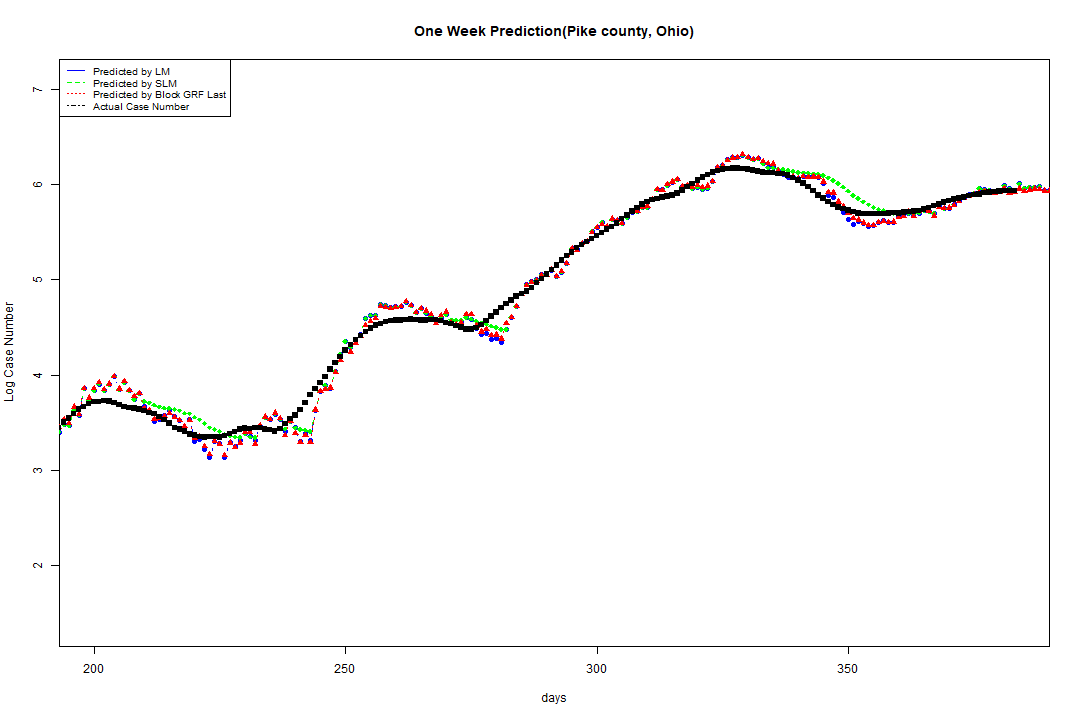 One Week Prediction(Pike county, Ohio)
Predicted by LM
Predicted by SLM
Predicted by Block GRF Last
Actual Case Number
7
6
5
4
3
2
Log Case Number
200 250 300 350
days